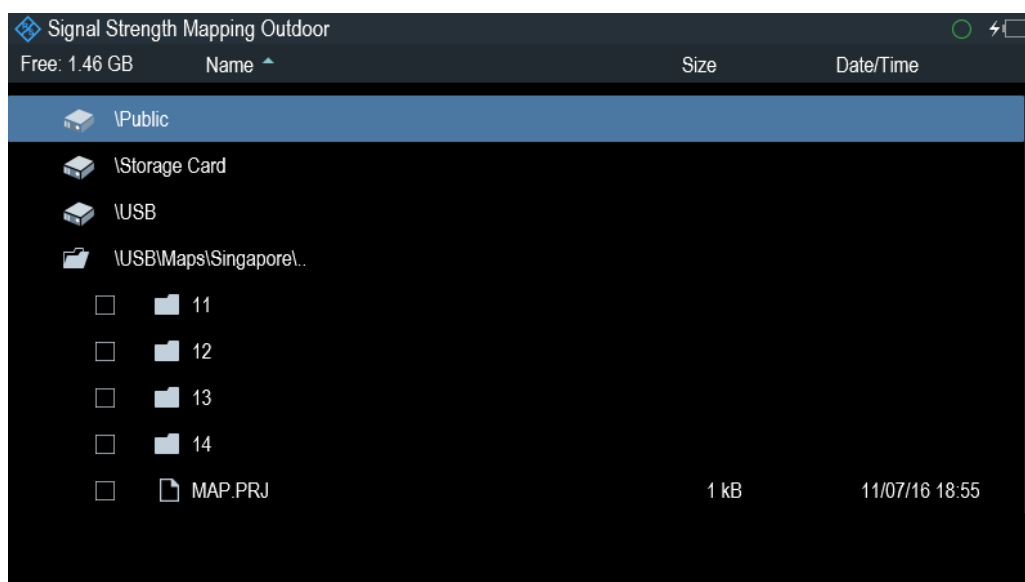 Signal Strength Mapping Outdoor
Free: 1.46 GB Name Size Date/Time
\Public
\Storage Card
\USB
\USB\Maps\Singapore\..
11
12
13
14
MAP.PRJ 1 kB 11/07/16 18:55